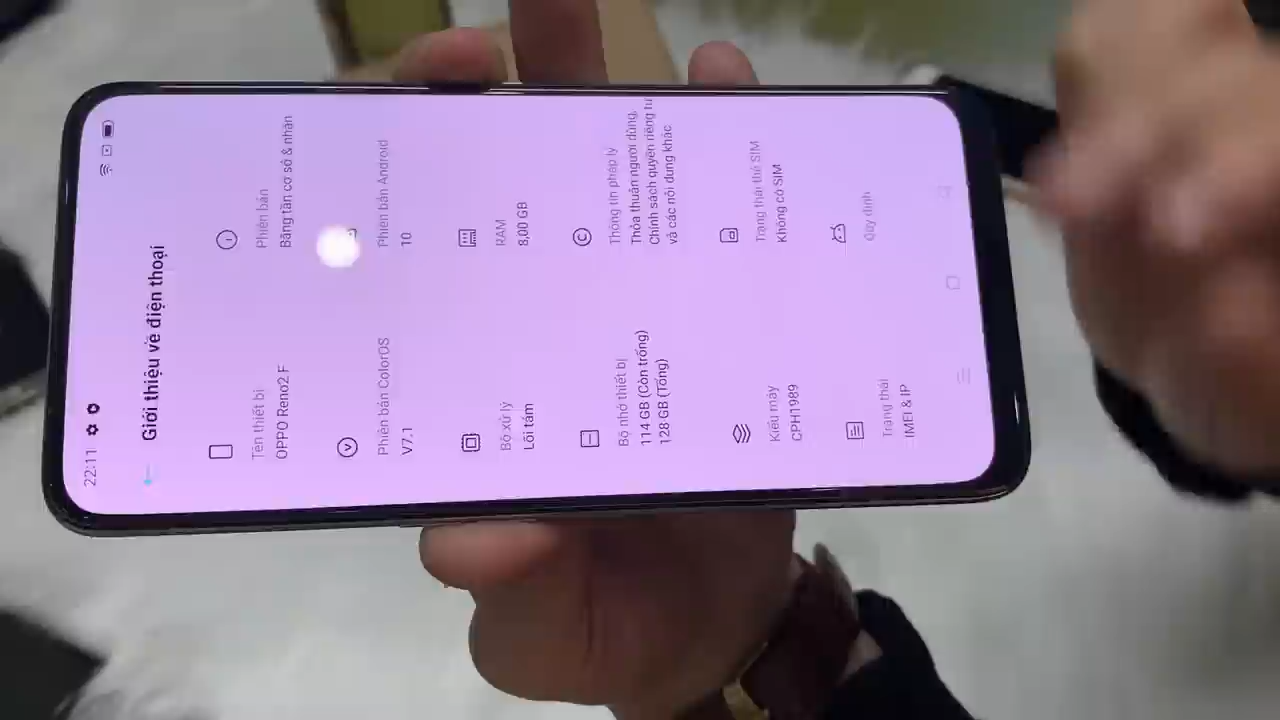 22:11
Giới thiệu về điện thoại
Tên thiết bị
OPPO Reno2 F
Phiên bản
Băng tần cơ sở & nhân
Phiên bản ColorOS
V7.1
Phiên bản Android
10
Bộ xử lý
Lõi tám
RAM
8,00 GB
Bộ nhớ thiết bị
114 GB (Còn trống)
128 GB (Tổng)
Thông tin pháp lý
Thỏa thuận người dùng,
Chính sách quyền riêng tư
và các nội dung khác
Kiểu máy
CPH1989
Trạng thái thẻ SIM
Không có SIM
Trạng thái
IMEI & IP
Quy định